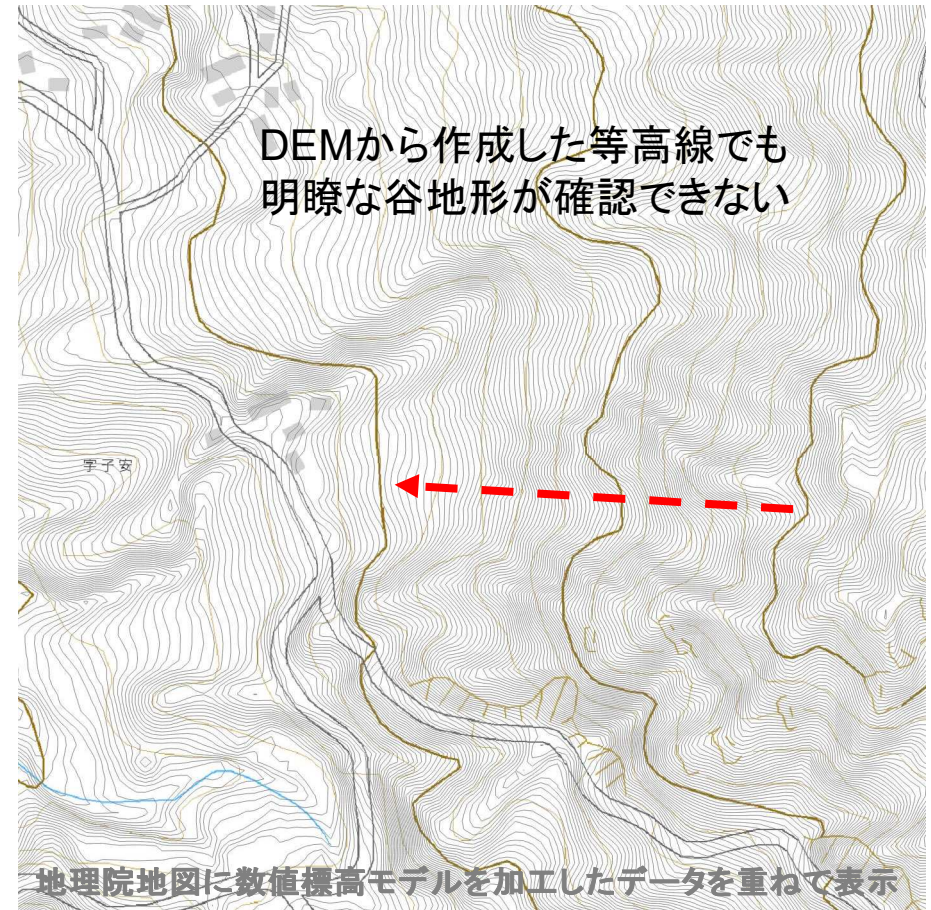 DEMから作成した等高線でも
明瞭な谷地形が確認できない
字子安
地理院地図に数値標高モデルを加工したデータを重ねて表示